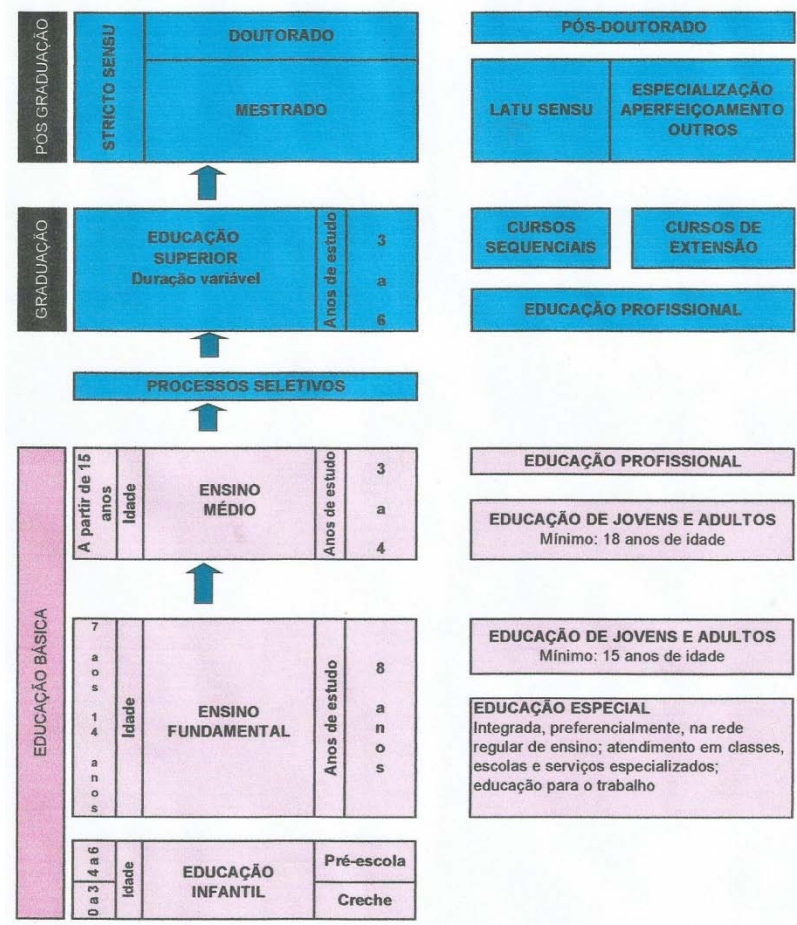 PÓS GRADUAÇÃO
STRICTO SENSU
DOUTORADO
MESTRADO
PÓS-DOUTORADO
LATU SENSU
ESPECIALIZAÇÃO
APERFEIÇOAMENTO
OUTROS
GRADUAÇÃO
EDUCAÇÃO
SUPERIOR
Duração variável
Anos de estudo
3
a
6
CURSOS
SEQUENCIAIS
CURSOS DE
EXTENSÃO
EDUCAÇÃO PROFISSIONAL
PROCESSOS SELETIVOS
EDUCAÇÃO BÁSICA
A partir de 15
anos
Idade
ENSINO
MÉDIO
Anos de estudo
3
a
4
EDUCAÇÃO PROFISSIONAL
EDUCAÇÃO DE JOVENS E ADULTOS
Mínimo: 18 anos de idade
7 aos 14 anos
Idade
ENSINO
FUNDAMENTAL
Anos de estudo
8
anos
EDUCAÇÃO DE JOVENS E ADULTOS
Mínimo: 15 anos de idade
EDUCAÇÃO ESPECIAL
Integrada, preferencialmente, na rede
regular de ensino; atendimento em classes,
escolas e serviços especializados;
educação para o trabalho
0 a 3 4 a 6
Idade
EDUCAÇÃO
INFANTIL
Pré-escola
Creche